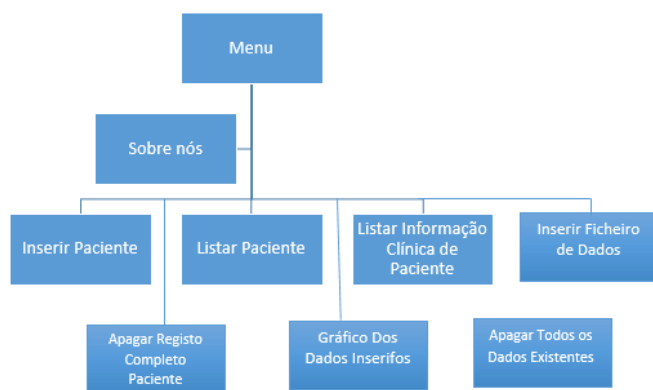 Menu
Sobre nós
Inserir Paciente
Listar Paciente
Listar Informação
Clínica de
Paciente
Inserir Ficheiro
de Dados
Apagar Registo
Completo
Paciente
Gráfico Dos
Dados Inserifos
Apagar Todos os
Dados Existentes